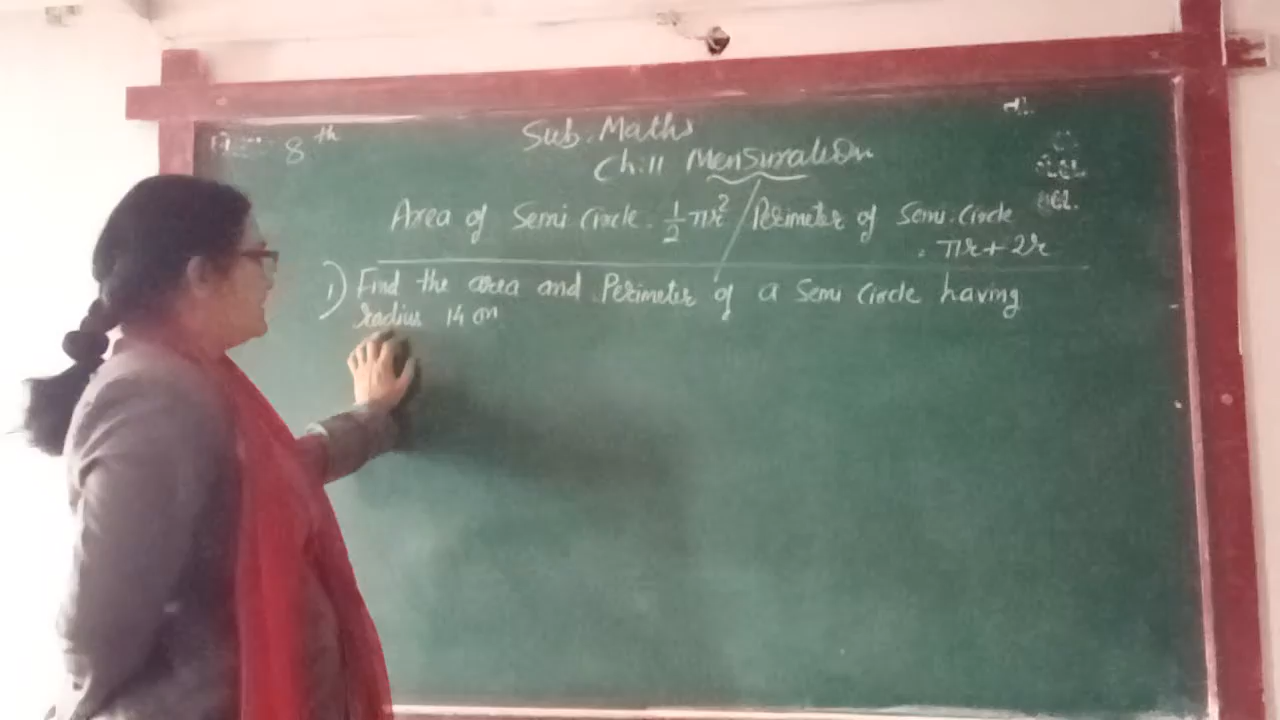 8th
Sub. Maths
Ch.11 Mensuration
Area of Semi Circle = 1/2 πr² / Perimeter of Semi Circle
= πr + 2r
1) Find the area and Perimeter of a Semi Circle having
radius 14 cm